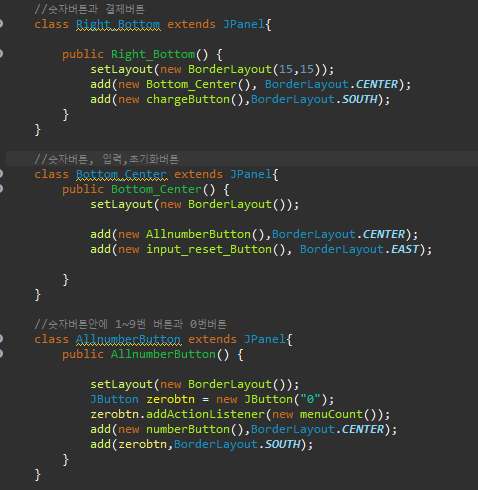 //숫자버튼과 결제버튼
class Right_Bottom extends JPanel{
public Right_Bottom() {
setLayout(new BorderLayout(15,15));
add(new Bottom_Center(), BorderLayout.CENTER);
add(new chargeButton(),BorderLayout.SOUTH);
}
}
//숫자버튼, 입력,초기화버튼
class Bottom_Center extends JPanel{
public Bottom_Center() {
setLayout(new BorderLayout());
add(new AllnumberButton(),BorderLayout.CENTER);
add(new input_reset_Button(), BorderLayout.EAST);
}
}
//숫자버튼안에 1~9번 버튼과 0번버튼
class AllnumberButton extends JPanel{
public AllnumberButton() {
setLayout(new BorderLayout());
JButton zerobtn = new JButton("0");
zerobtn.addActionListener(new menuCount());
add(new numberButton(),BorderLayout.CENTER);
add(zerobtn,BorderLayout.SOUTH);
}
}